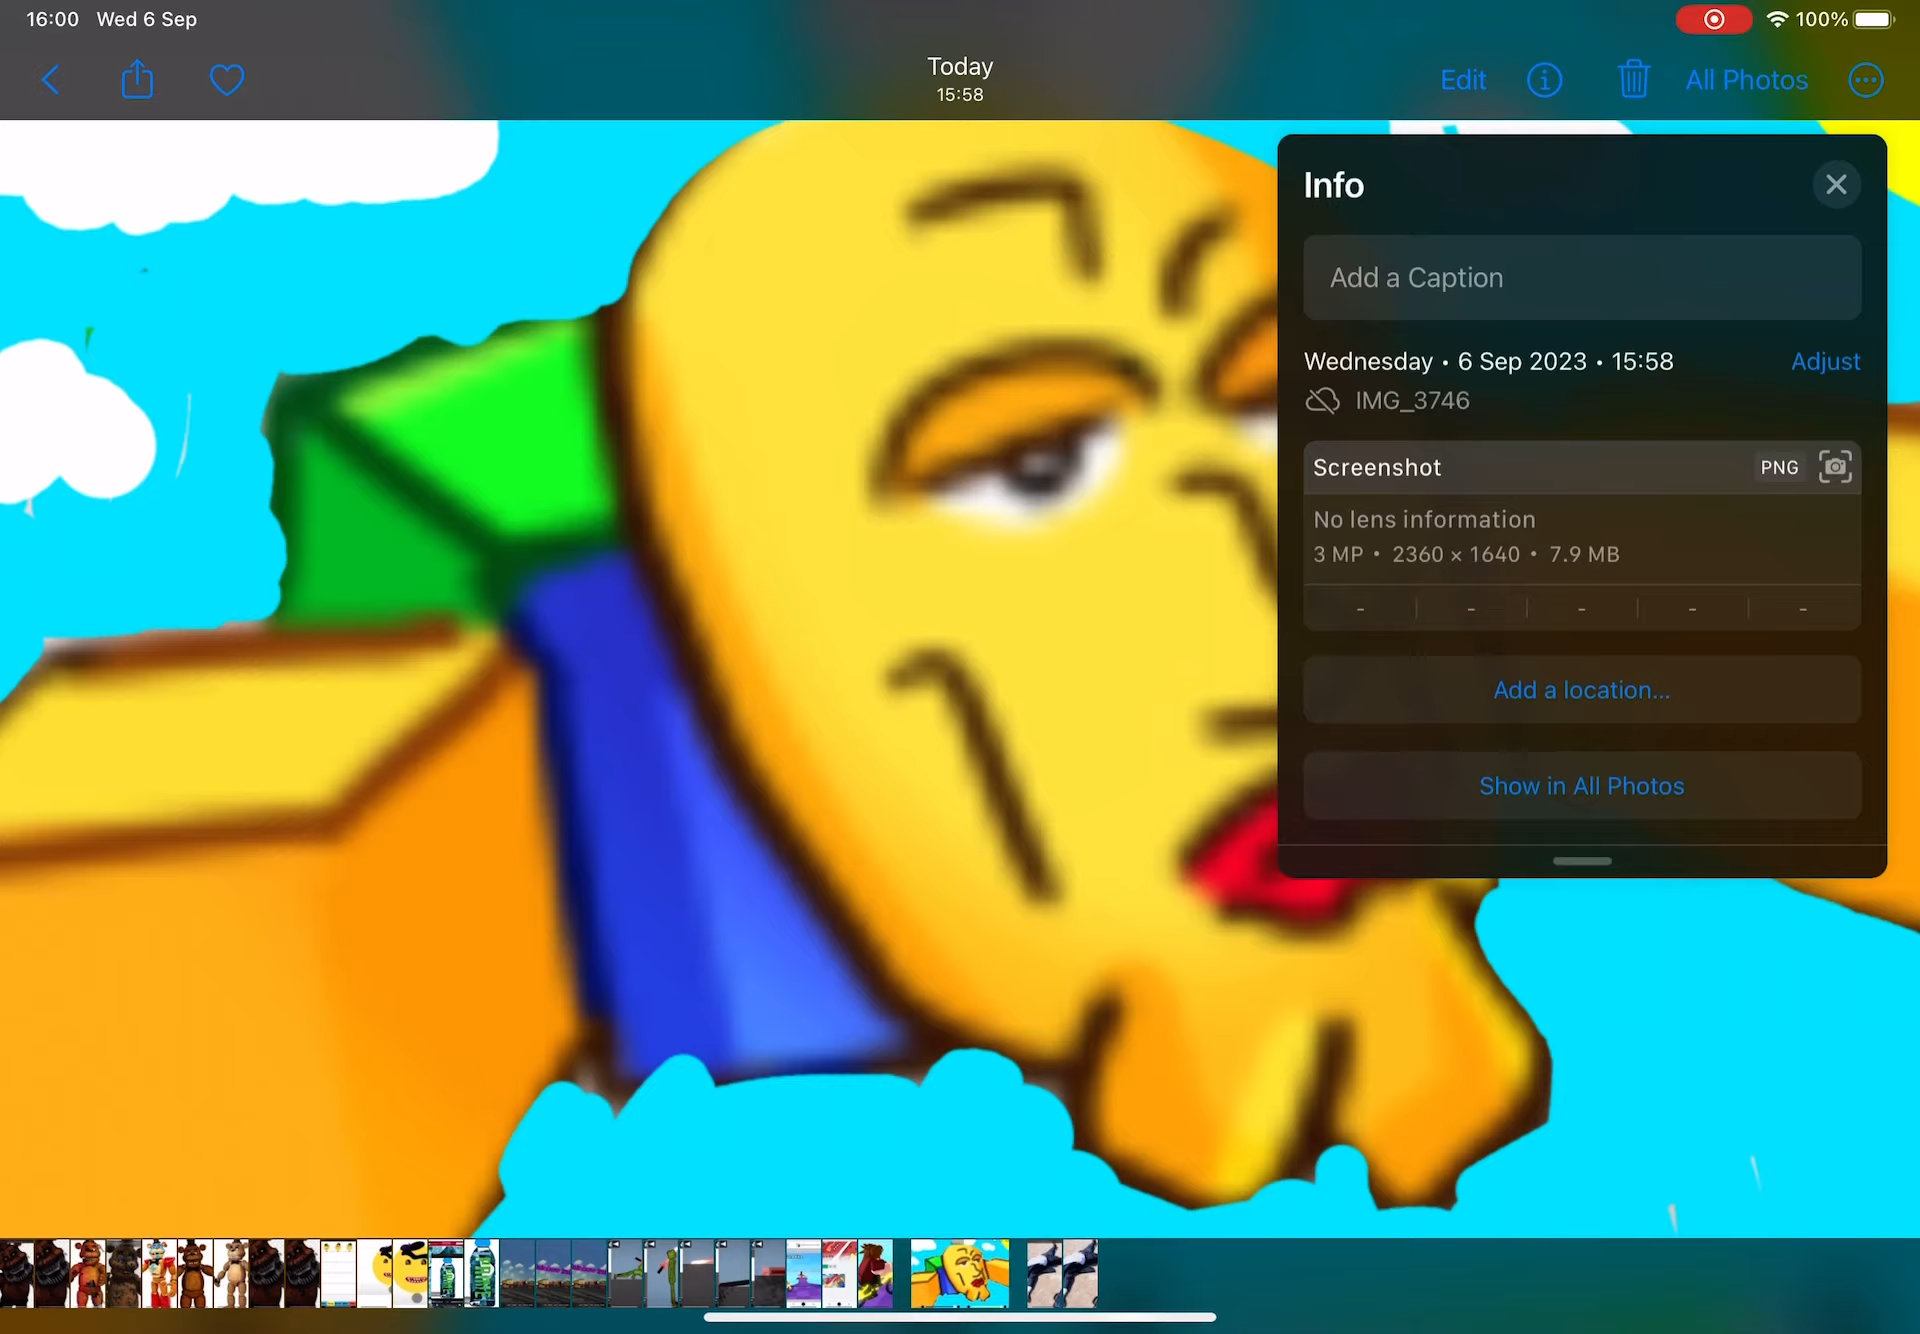 16:00 Wed 6 Sep
100%
Today
15:58
Edit
All Photos
Info
Add a Caption
Wednesday • 6 Sep 2023 • 15:58
Adjust
IMG_3746
Screenshot
PNG
No lens information
3 MP • 2360 × 1640 • 7.9 MB
- - - - -
Add a location...
Show in All Photos